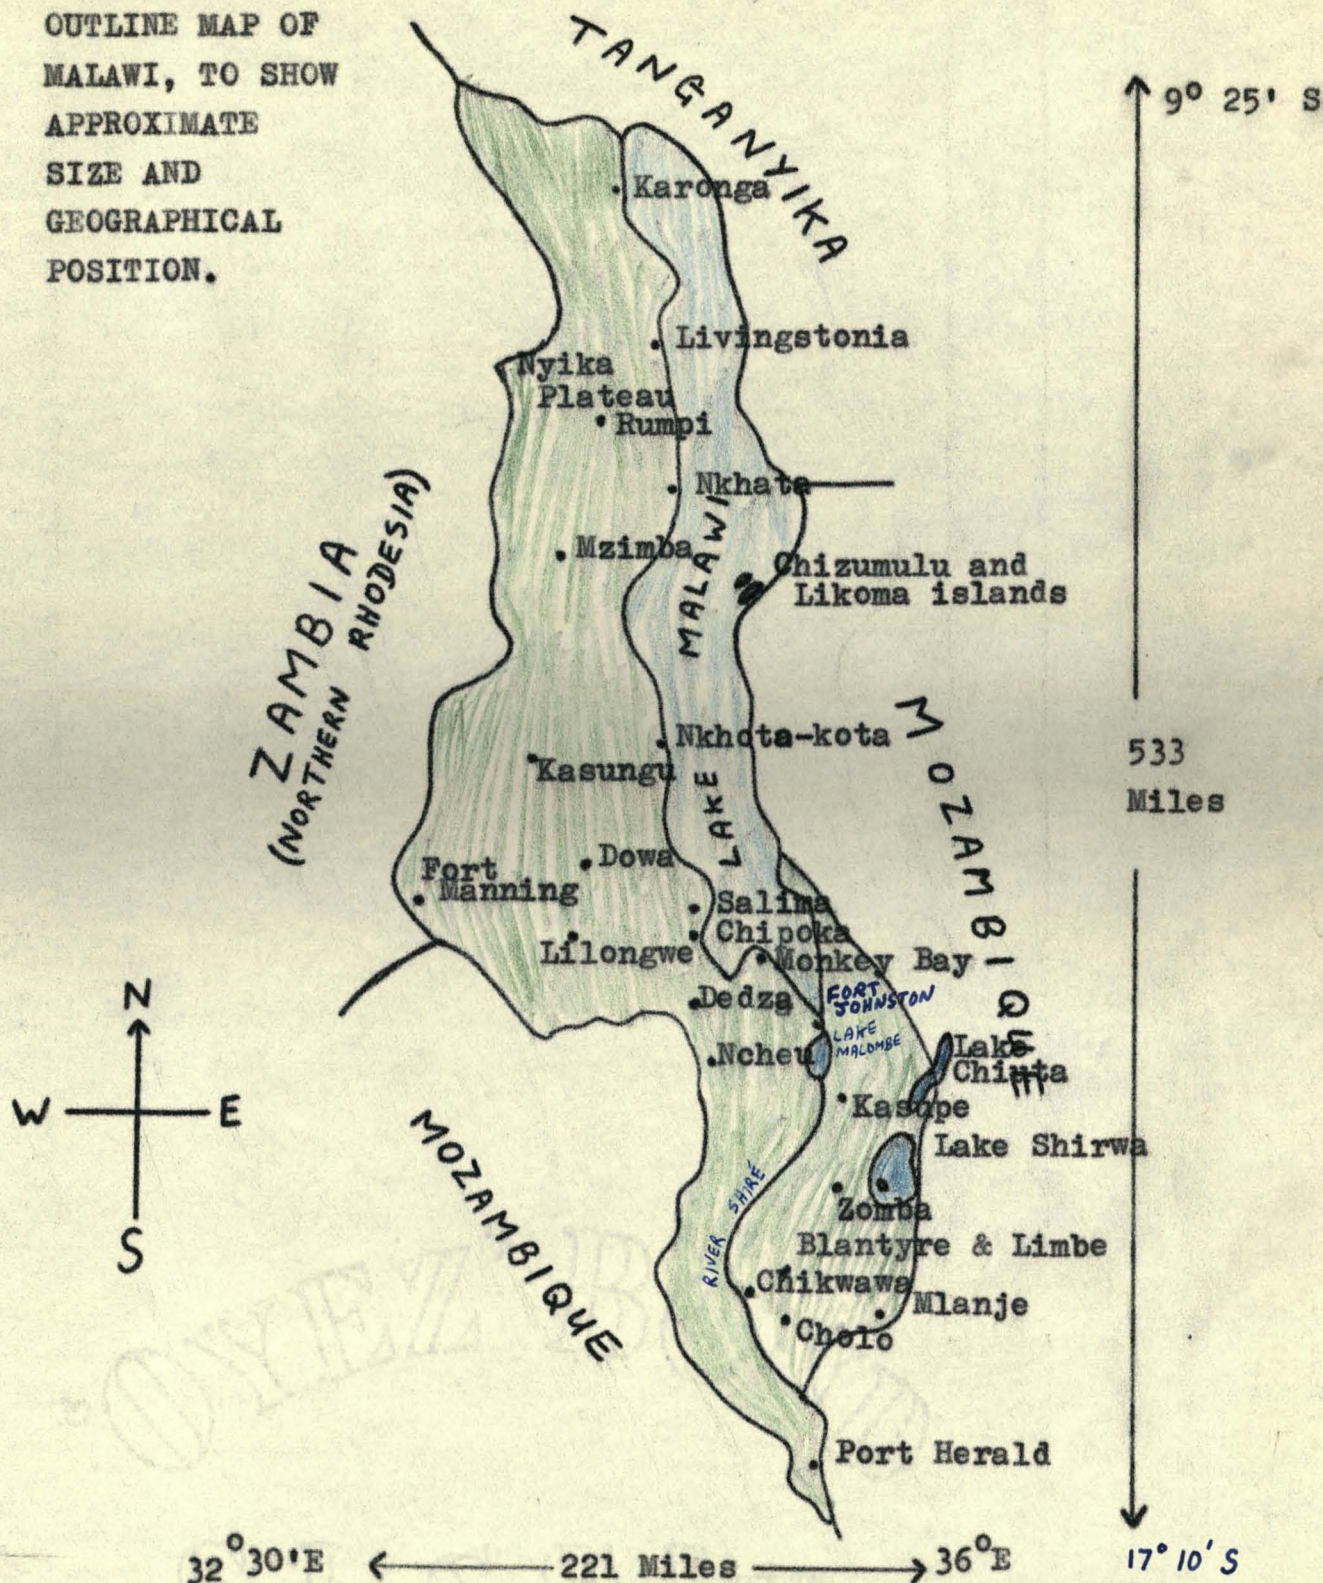 OUTLINE MAP OF
MALAWI, TO SHOW
APPROXIMATE
SIZE AND
GEOGRAPHICAL
POSITION.
TANGANYIKA
9° 25' S
Karonga
Livingstonia
Nyika
Plateau
Rumpi
Nkhata
Mzimba
Chizumulu and
Likoma islands
ZAMBIA
(NORTHERN RHODESIA)
LAKE MALAWI
Nkhota-kota
Kasungu
MOZAMBIQUE
533
Miles
Dowa
Fort
Manning
Salima
Chipoka
Lilongwe
Monkey Bay
Dedza
FORT
JOHNSTON
LAKE
MALOMBE
Ncheu
Lake
Chiuta
Kasupe
Lake Shirwa
N
W E
S
MOZAMBIQUE
RIVER SHIRÉ
Zomba
Blantyre & Limbe
Chikwawa
Mlanje
Cholo
Port Herald
32°30'E 221 Miles 36°E
17° 10' S